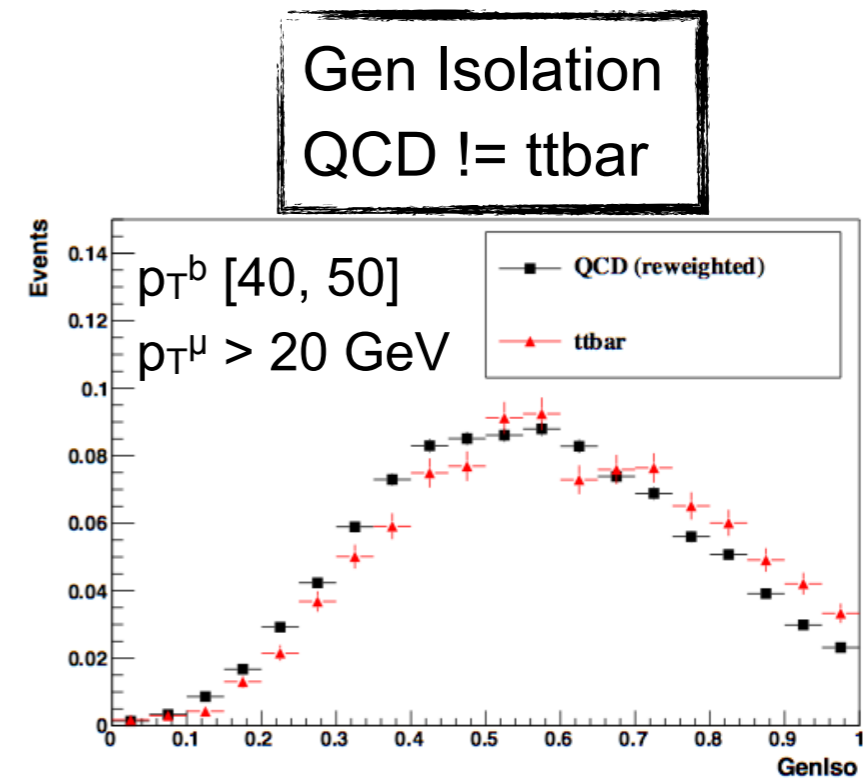 Gen Isolation
QCD != ttbar
Events
pᴛᵇ [40, 50]
pᴛᵘ > 20 GeV
QCD (reweighted)
ttbar
0.14
0.12
0.1
0.08
0.06
0.04
0.02
0
0 0.1 0.2 0.3 0.4 0.5 0.6 0.7 0.8 0.9 1
GenIso